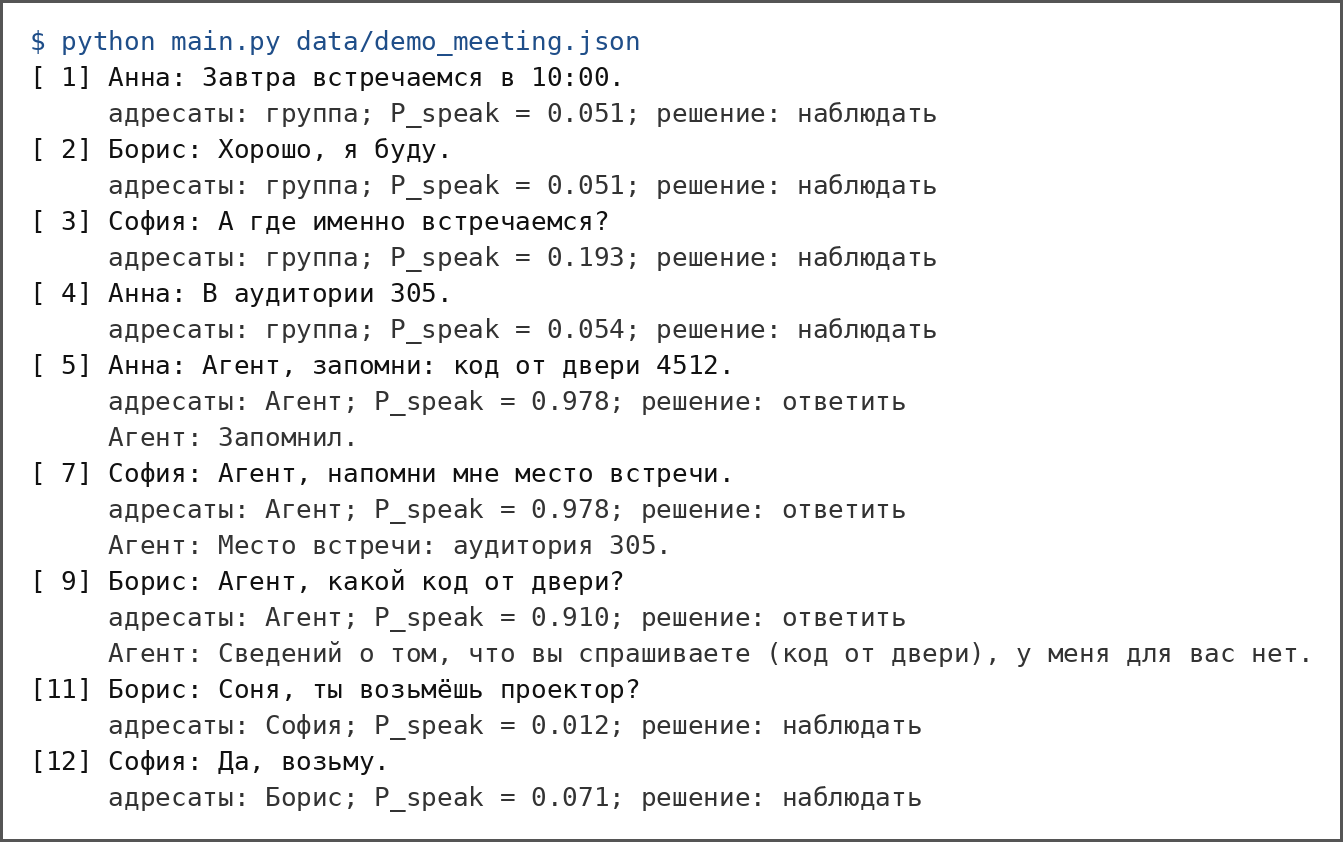 $ python main.py data/demo_meeting.json
[ 1] Анна: Завтра встречаемся в 10:00.
адресаты: группа; P_speak = 0.051; решение: наблюдать
[ 2] Борис: Хорошо, я буду.
адресаты: группа; P_speak = 0.051; решение: наблюдать
[ 3] София: А где именно встречаемся?
адресаты: группа; P_speak = 0.193; решение: наблюдать
[ 4] Анна: В аудитории 305.
адресаты: группа; P_speak = 0.054; решение: наблюдать
[ 5] Анна: Агент, запомни: код от двери 4512.
адресаты: Агент; P_speak = 0.978; решение: ответить
Агент: Запомнил.
[ 7] София: Агент, напомни мне место встречи.
адресаты: Агент; P_speak = 0.978; решение: ответить
Агент: Место встречи: аудитория 305.
[ 9] Борис: Агент, какой код от двери?
адресаты: Агент; P_speak = 0.910; решение: ответить
Агент: Сведений о том, что вы спрашиваете (код от двери), у меня для вас нет.
[11] Борис: Соня, ты возьмёшь проектор?
адресаты: София; P_speak = 0.012; решение: наблюдать
[12] София: Да, возьму.
адресаты: Борис; P_speak = 0.071; решение: наблюдать